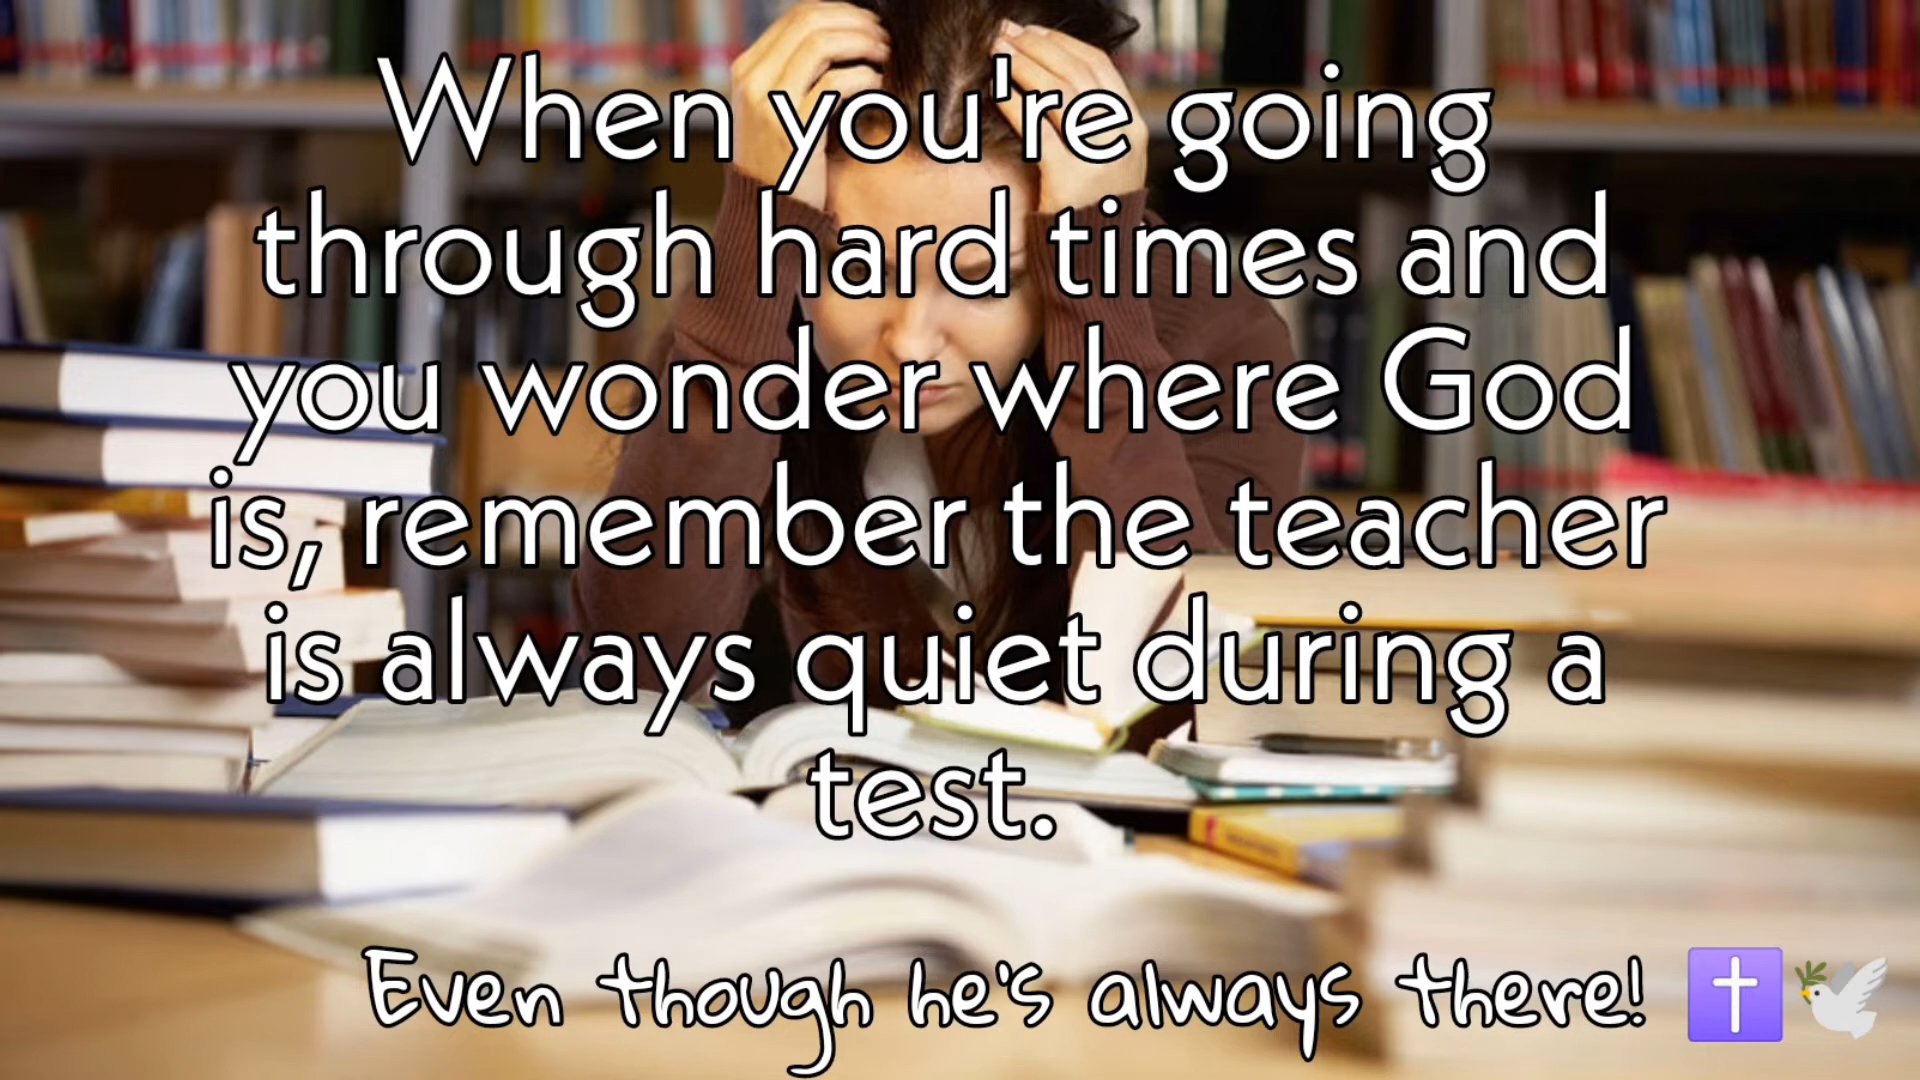 When you're going
through hard times and
you wonder where God
is, remember the teacher
is always quiet during a
test.
Even though he's always there! ✝️🕊️